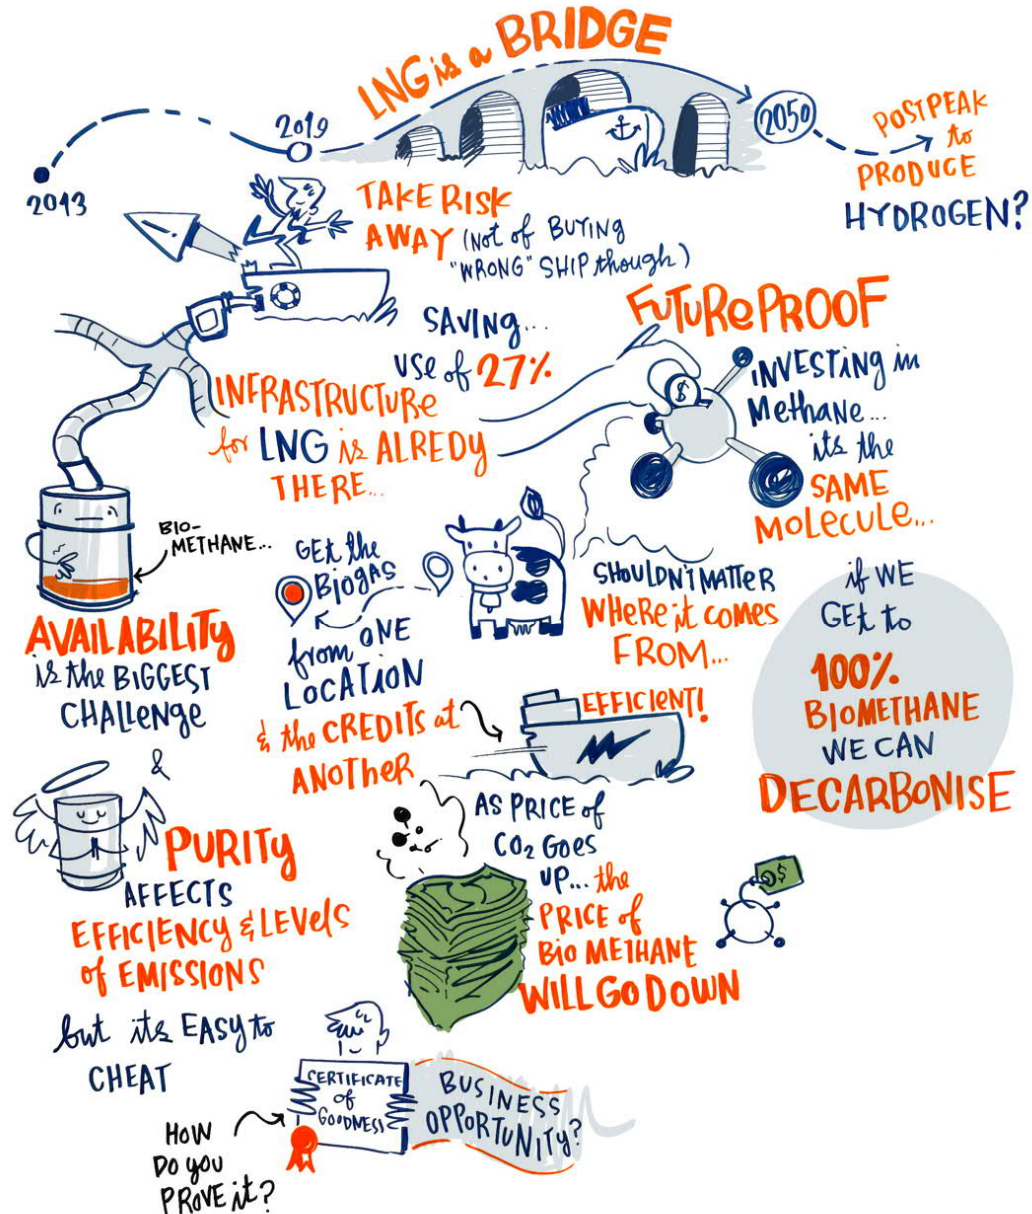 LNG is a BRIDGE
2013
2019
2050
POST PEAK
to
PRODUCE
HYDROGEN?
TAKE RISK
AWAY (Not of BUYING
"WRONG" SHIP though)
SAVING...
USE of 27%
INFRASTRUCTURE
for LNG is ALREDY
THERE...
FUTURE PROOF
$
INVESTING in
Methane...
its the
SAME
MOLECULE...
BIO-
METHANE...
AVAILABILITY
is the BIGGEST
CHALLENGE
&
PURITY
AFFECTS
EFFICIENCY & LEVELS
of EMISSIONS
but its EASY to
CHEAT
GET the
BIOGAS
from ONE
LOCATION
& the CREDITS at
ANOTHER
SHOULDN'T MATTER
WHERE it COMES
FROM...
EFFICIENT!
if WE
GET to
100%
BIOMETHANE
WE CAN
DECARBONISE
AS PRICE of
CO2 GOES
UP... the
PRICE of
BIO METHANE
WILL GO DOWN
$
CERTIFICATE
of
GOODNESS
BUSINESS
OPPORTUNITY?
HOW
DO YOU
PROVE it?